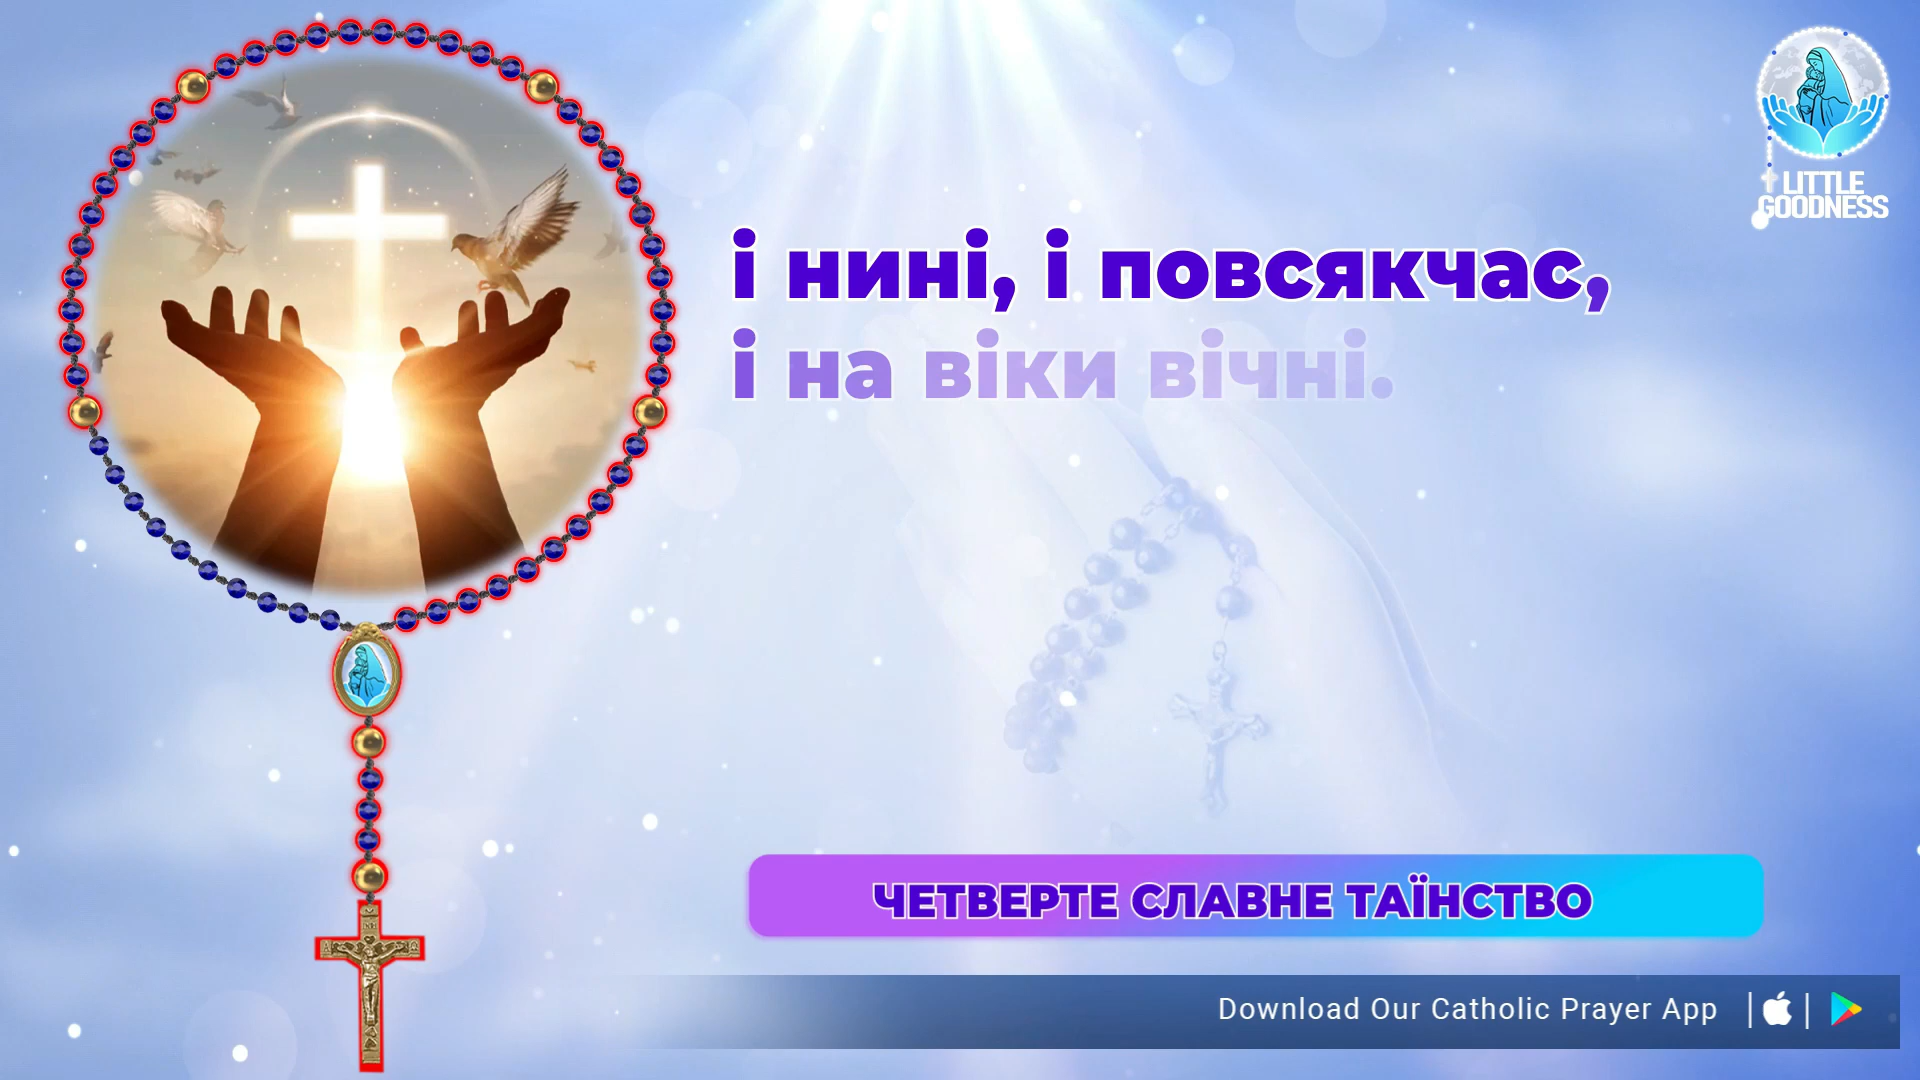 LITTLE
GOODNESS
і нині, і повсякчас,
і на віки вічні.
ЧЕТВЕРТЕ СЛАВНЕ ТАЇНСТВО
Download Our Catholic Prayer App